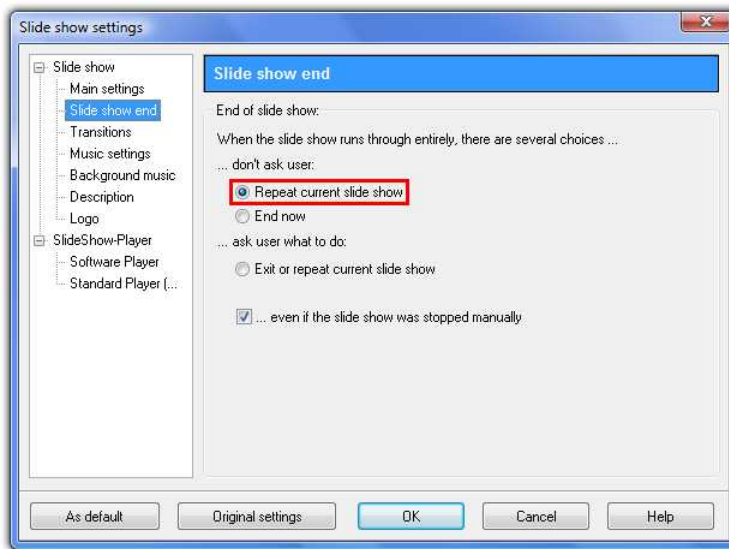 Slide show settings
Slide show
Main settings
Slide show end
Transitions
Music settings
Background music
Description
Logo
SlideShow-Player
Software Player
Standard Player (...
Slide show end
End of slide show:
When the slide show runs through entirely, there are several choices ...
... don't ask user:
Repeat current slide show
End now
... ask user what to do:
Exit or repeat current slide show
... even if the slide show was stopped manually
As default
Original settings
OK
Cancel
Help